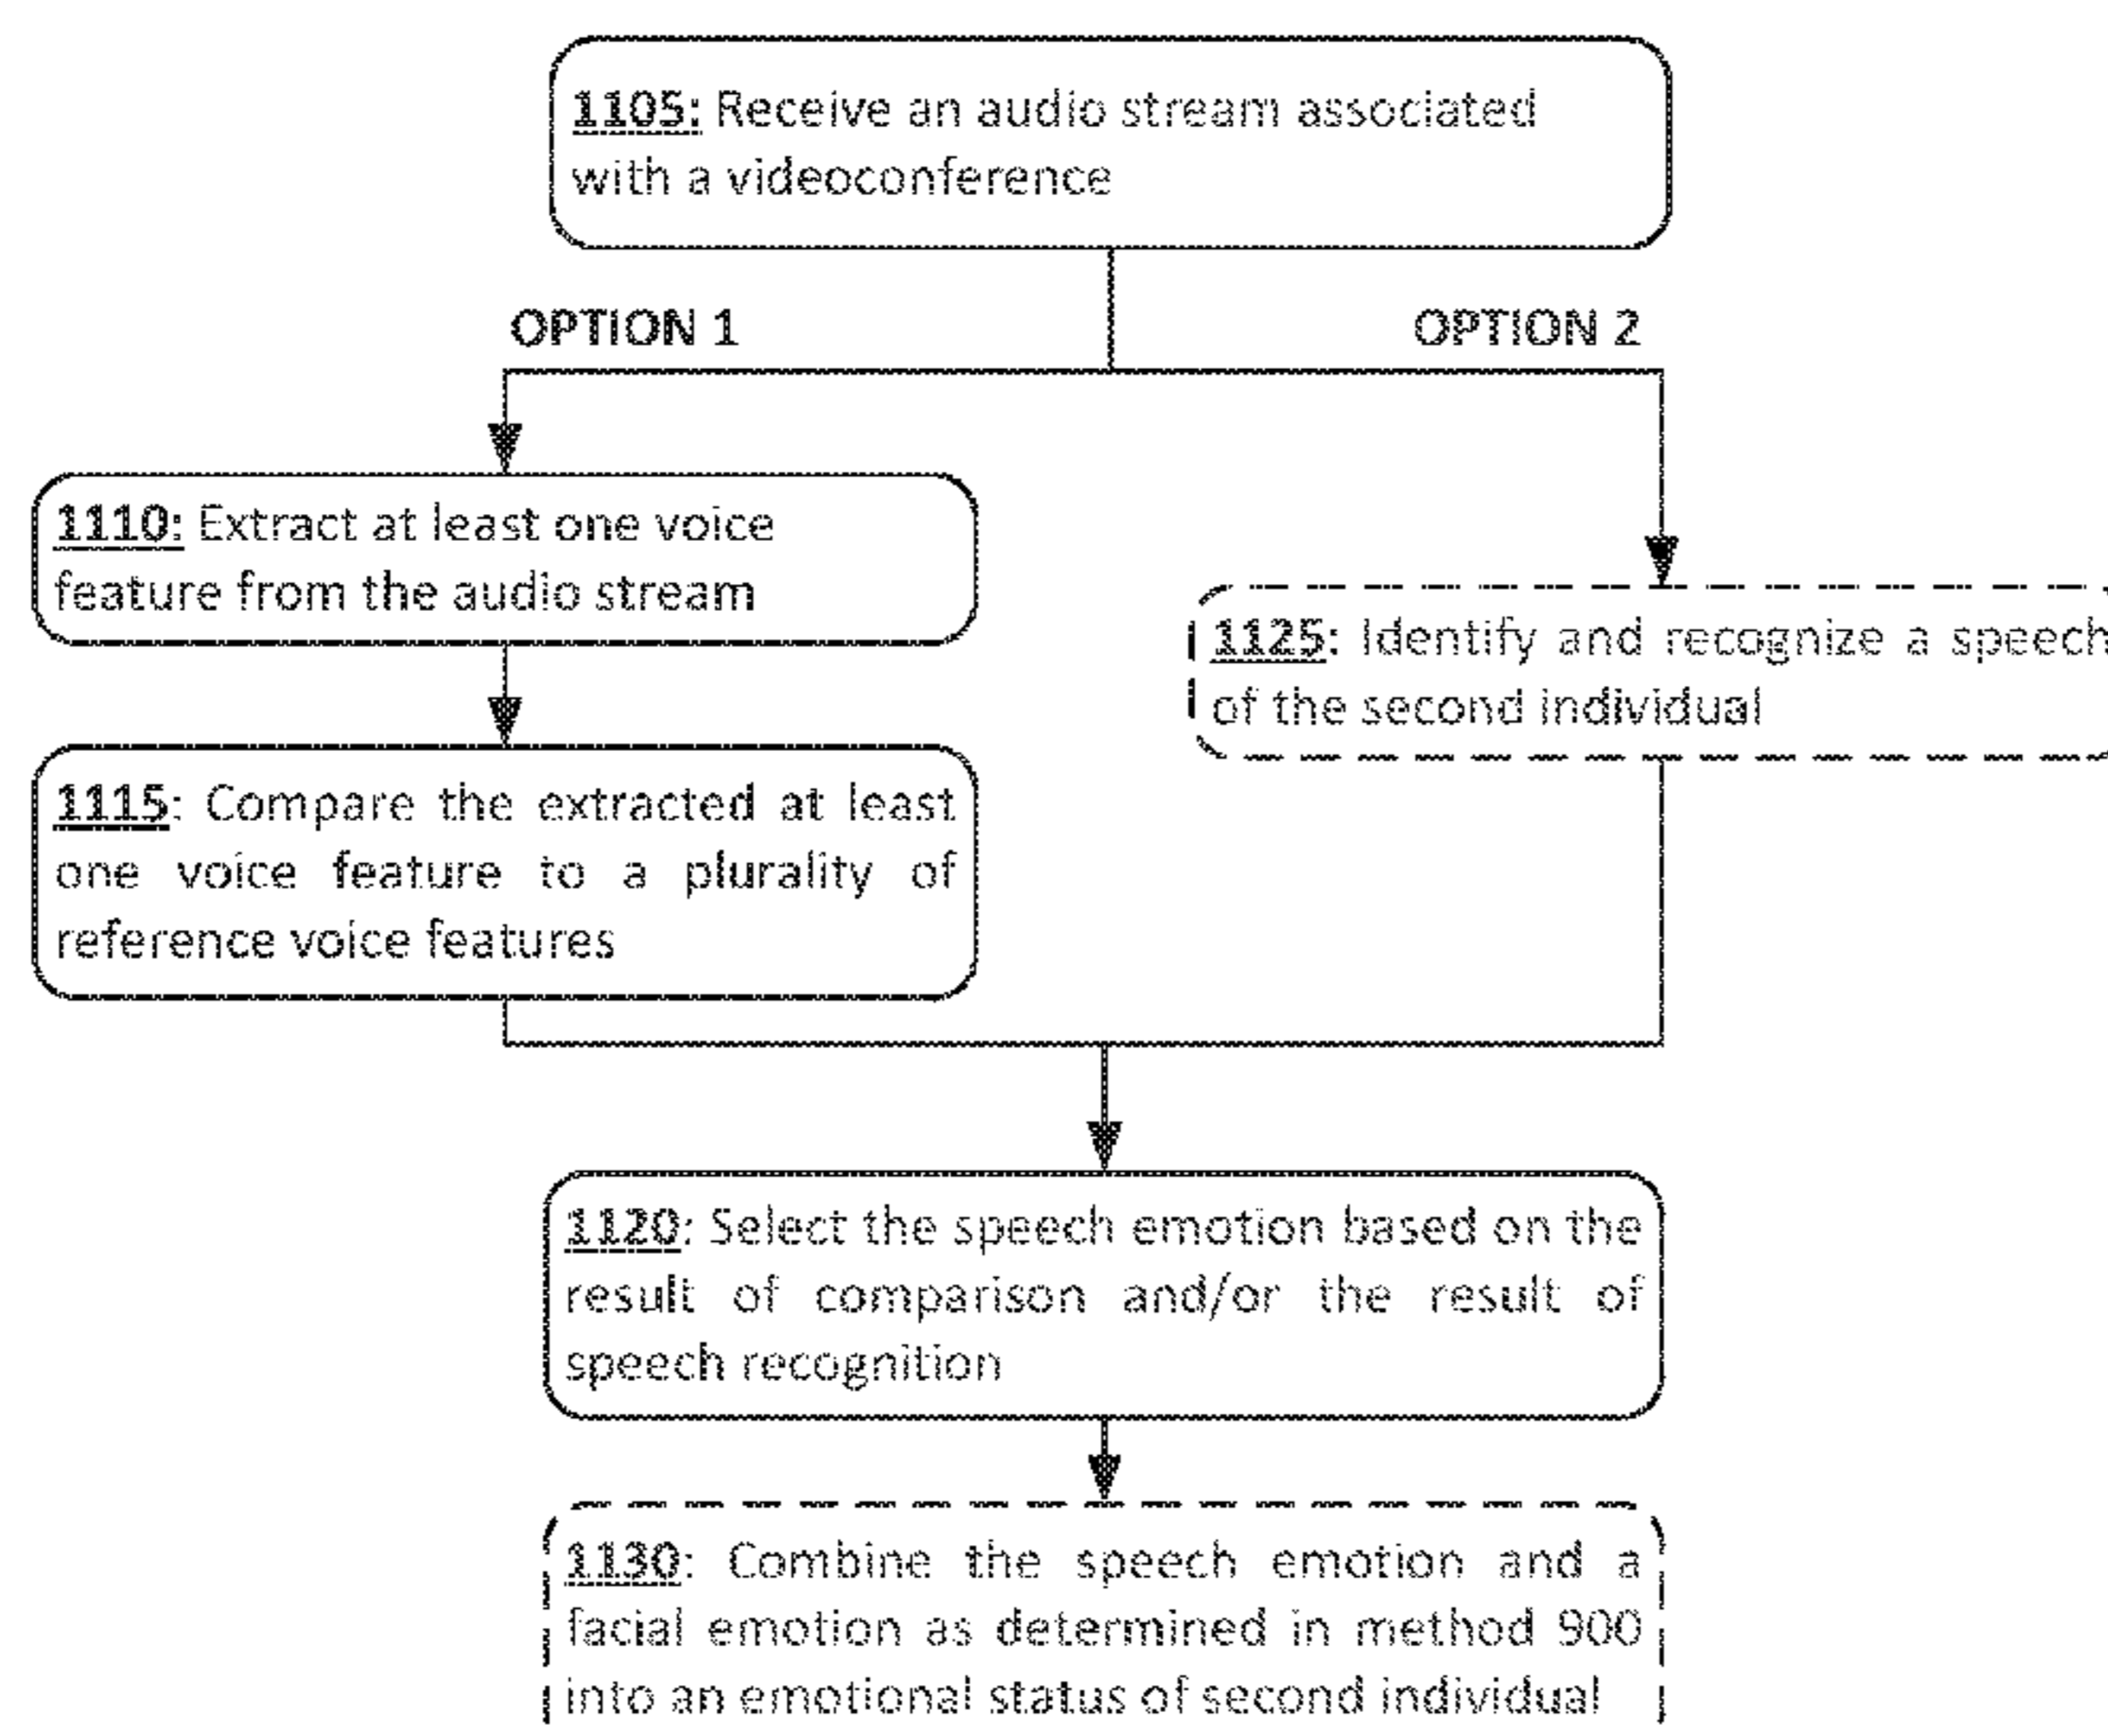 1105: Receive an audio stream associated
with a videoconference
OPTION 1
OPTION 2
1110: Extract at least one voice
feature from the audio stream
1125: Identify and recognize a speech
of the second individual
1115: Compare the extracted at least
one voice feature to a plurality of
reference voice features
1120: Select the speech emotion based on the
result of comparison and/or the result of
speech recognition
1130: Combine the speech emotion and a
facial emotion as determined in method 900
into an emotional status of second individual